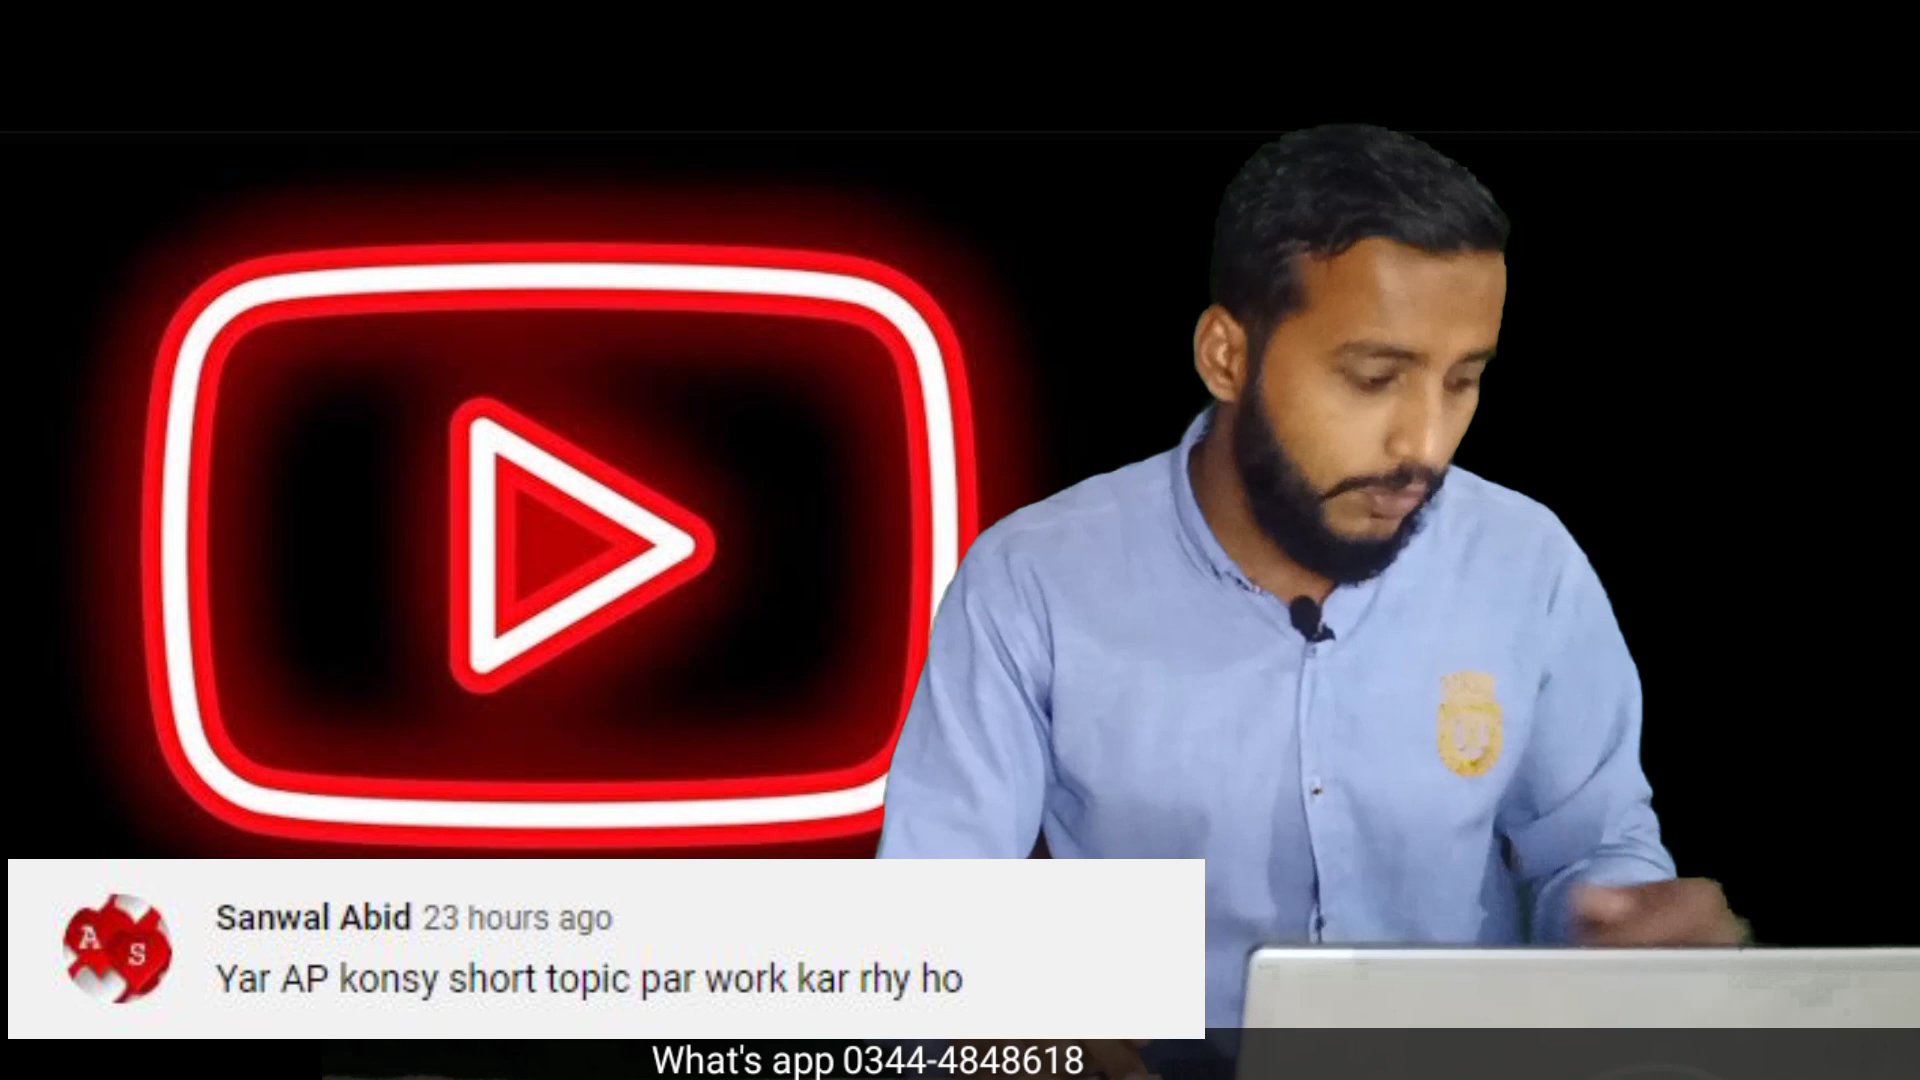 A
S
Sanwal Abid 23 hours ago
Yar AP konsy short topic par work kar rhy ho
What's app 0344-4848618